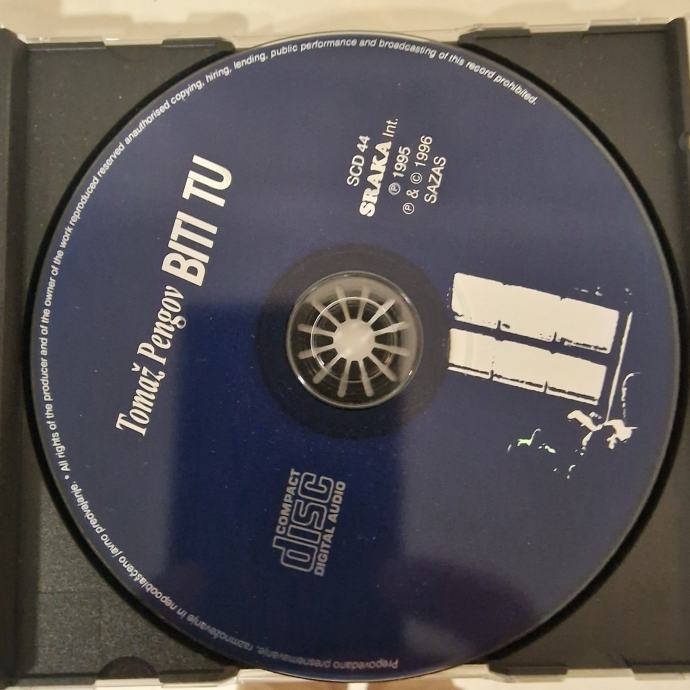 Tomaž Pengov BITI TU
SCD 44
SRAKA Int.
℗ 1995
℗ & © 1996
SAZAS
COMPACT
disc
DIGITAL AUDIO
Prepovedano presnemavanje, razmnoževanje in nepooblaščeno javno predvajanje. • All rights of the producer and of the owner of the work reproduced reserved anauthorised copying, hiring, lending, public performance and broadcasting of this record prohibited.